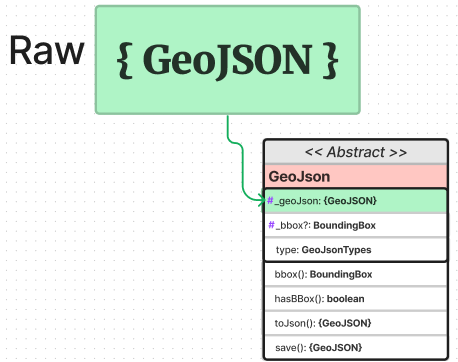 Raw
{ GeoJSON }
<< Abstract >>
GeoJson
#_geoJson: {GeoJSON}
#_bbox?: BoundingBox
type: GeoJsonTypes
bbox(): BoundingBox
hasBBox(): boolean
toJson(): {GeoJSON}
save(): {GeoJSON}